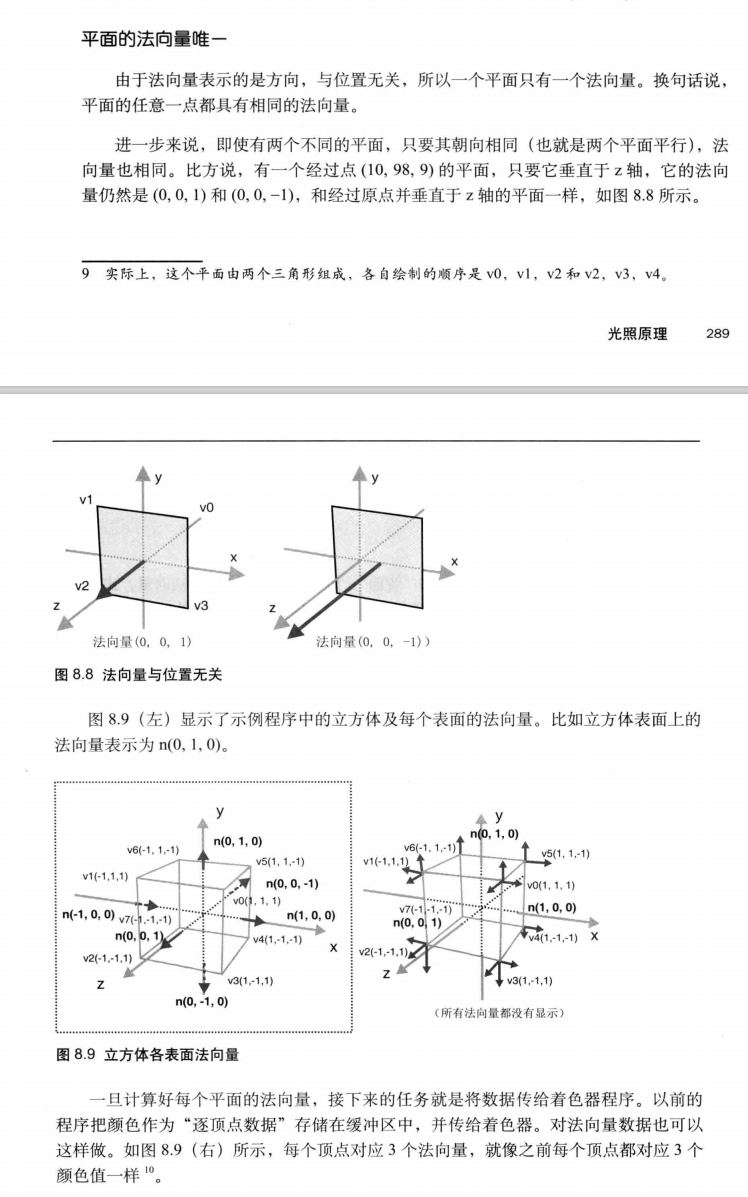 平面的法向量唯一
由于法向量表示的是方向，与位置无关，所以一个平面只有一个法向量。换句话说，
平面的任意一点都具有相同的法向量。
进一步来说，即使有两个不同的平面，只要其朝向相同（也就是两个平面平行），法
向量也相同。比方说，有一个经过点 (10, 98, 9) 的平面，只要它垂直于 z 轴，它的法向
量仍然是 (0, 0, 1) 和 (0, 0, −1)，和经过原点并垂直于 z 轴的平面一样，如图 8.8 所示。
9 实际上，这个平面由两个三角形组成，各自绘制的顺序是 v0，v1，v2 和 v2，v3，v4。
光照原理 289
y
v1
v0
x
v2
z
v3
法向量(0, 0, 1)
y
x
z
法向量(0, 0, -1))
图 8.8 法向量与位置无关
图 8.9（左）显示了示例程序中的立方体及每个表面的法向量。比如立方体表面上的
法向量表示为 n(0, 1, 0)。
y
n(0, 1, 0)
v6(-1, 1,-1)
v5(1, 1,-1)
v1(-1,1,1)
n(0, 0, -1)
v0(1, 1, 1)
n(-1, 0, 0)
v7(-1,-1,-1)
n(1, 0, 0)
n(0, 0, 1)
v4(1,-1,-1)
x
v2(-1,-1,1)
z
v3(1,-1,1)
n(0, -1, 0)
y
n(0, 1, 0)
v6(-1, 1,-1)
v5(1, 1,-1)
v1(-1,1,1)
v0(1, 1, 1)
v7(-1,-1,-1)
n(1, 0, 0)
n(0, 0, 1)
v4(1,-1,-1)
x
v2(-1,-1,1)
z
v3(1,-1,1)
（所有法向量都没有显示）
图 8.9 立方体各表面法向量
一旦计算好每个平面的法向量，接下来的任务就是将数据传给着色器程序。以前的
程序把颜色作为“逐顶点数据”存储在缓冲区中，并传给着色器。对法向量数据也可以
这样做。如图 8.9（右）所示，每个顶点对应 3 个法向量，就像之前每个顶点都对应 3 个
颜色值一样 10。